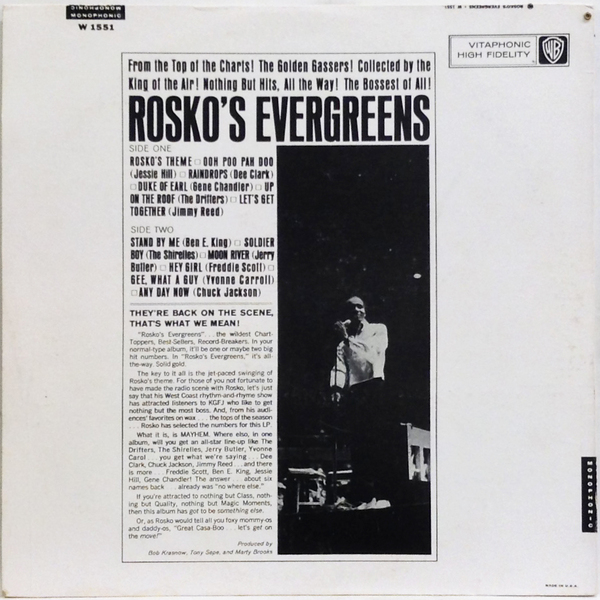 MONOPHONIC
MONOPHONIC
W 1551
ROSKO'S EVERGREENS • W 1551
VITAPHONIC
HIGH FIDELITY
WB
From the Top of the Charts! The Golden Gassers! Collected by the
King of the Air! Nothing But Hits, All the Way! The Bossest of All!
ROSKO'S EVERGREENS
SIDE ONE
ROSKO'S THEME □ OOH POO PAH DOO
(Jessie Hill) □ RAINDROPS (Dee Clark)
□ DUKE OF EARL (Gene Chandler) □ UP
ON THE ROOF (The Drifters) □ LET'S GET
TOGETHER (Jimmy Reed)
SIDE TWO
STAND BY ME (Ben E. King) □ SOLDIER
BOY (The Shirelles) □ MOON RIVER (Jerry
Butler) □ HEY GIRL (Freddie Scott) □
GEE, WHAT A GUY (Yvonne Carroll)
□ ANY DAY NOW (Chuck Jackson)
THEY'RE BACK ON THE SCENE,
THAT'S WHAT WE MEAN!
"Rosko's Evergreens" . . . the wildest Chart-
Toppers, Best-Sellers, Record-Breakers. In your
normal-type album, it'll be one or maybe two big
hit numbers. In "Rosko's Evergreens," it's all-
the-way. Solid gold.
The key to it all is the jet-paced swinging of
Rosko's theme. For those of you not fortunate to
have made the radio scene with Rosko, let's just
say that his West Coast rhythm-and-rhyme show
has attracted listeners to KGFJ who like to get
nothing but the most boss. And, from his audi-
ences' favorites on wax . . . the tops of the season
. . . Rosko has selected the numbers for this LP.
What it is, is MAYHEM. Where else, in one
album, will you get an all-star line-up like The
Drifters, The Shirelles, Jerry Butler, Yvonne
Carol . . . you get what we're saying . . . Dee
Clark, Chuck Jackson, Jimmy Reed . . . and there
is more . . . Freddie Scott, Ben E. King, Jessie
Hill, Gene Chandler! The answer . . . about six
names back . . . already was "no where else."
If you're attracted to nothing but Class, noth-
ing but Quality, nothing but Magic Moments,
then this album has got to be something else.
Or, as Rosko would tell all you foxy mommy-os
and daddy-os, "Great Casa-Boo . . . let's get on
the move!"
Produced by
Bob Krasnow, Tony Sepe, and Marty Brooks
MADE IN U.S.A.